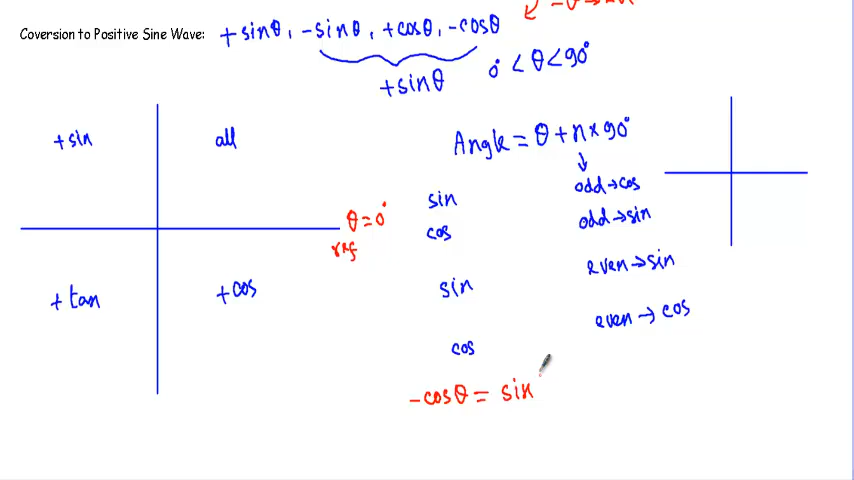 Coversion to Positive Sine Wave: +sinθ, -sinθ, +cosθ, -cosθ
+sinθ
0° < θ < 90°
+sin
all
+tan
+cos
θ = 0°
ref
Angle = θ + n × 90°
sin odd → cos
cos odd → sin
sin even → sin
cos even → cos
-cosθ = sin